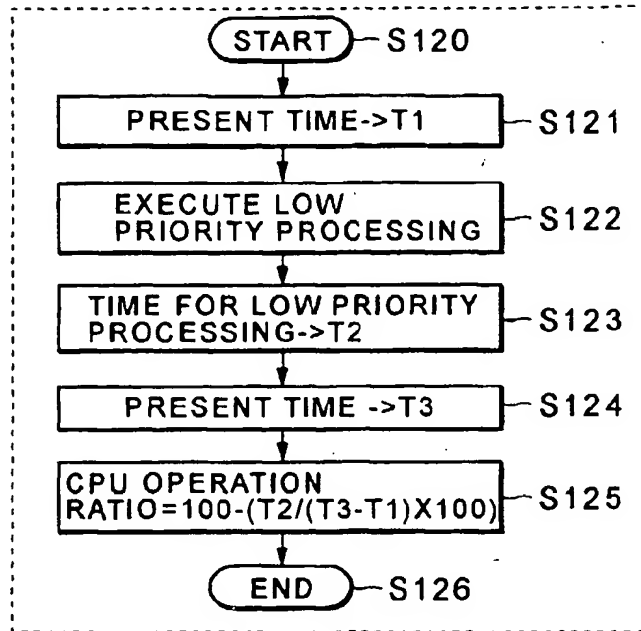 START S120
PRESENT TIME->T1 S121
EXECUTE LOW
PRIORITY PROCESSING S122
TIME FOR LOW PRIORITY
PROCESSING->T2 S123
PRESENT TIME ->T3 S124
CPU OPERATION
RATIO=100-(T2/(T3-T1)X100) S125
END S126